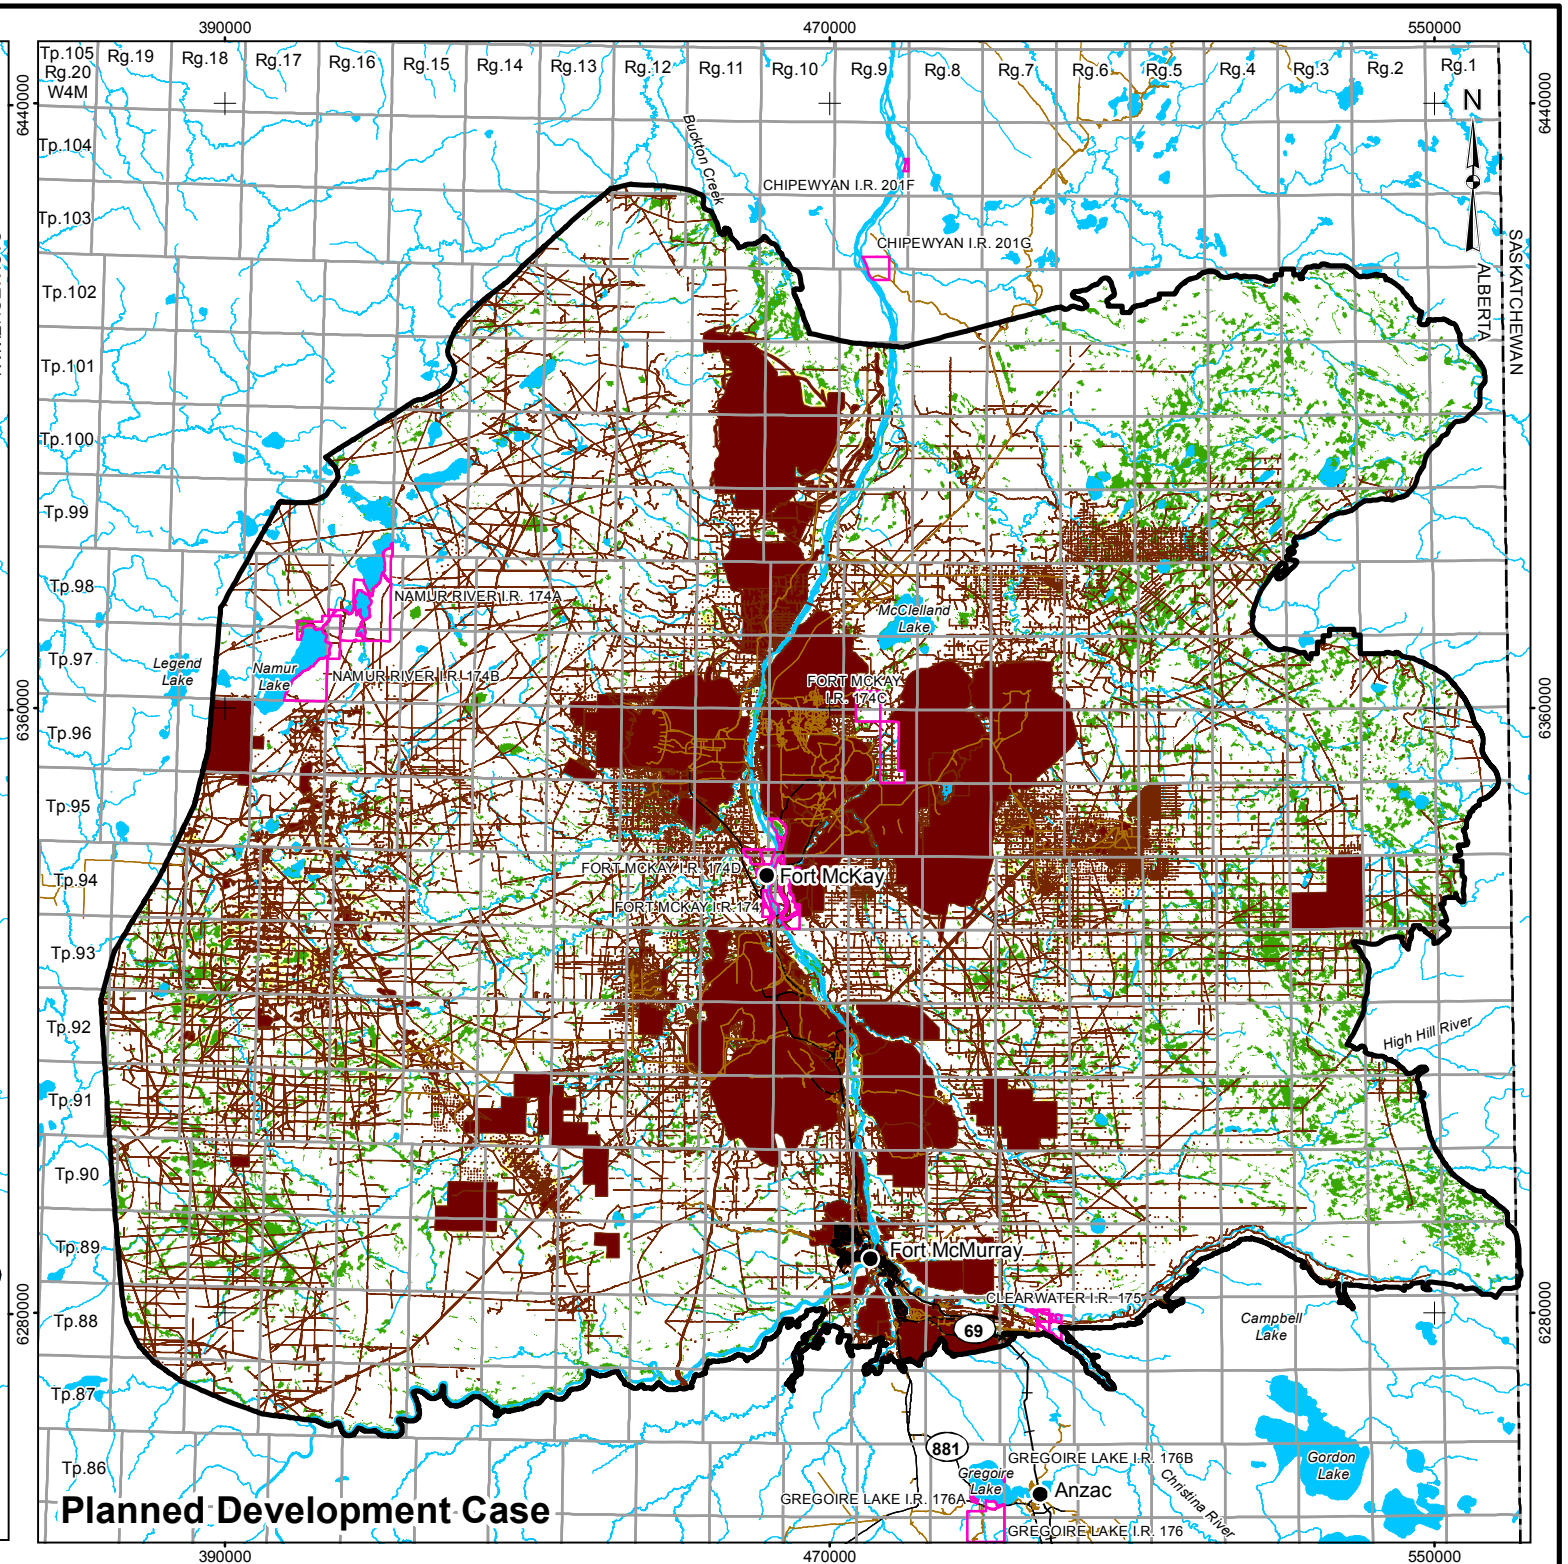 390000
470000
550000
Tp.105
Rg.20
W4M
Rg.19
Rg.18
Rg.17
Rg.16
Rg.15
Rg.14
Rg.13
Rg.12
Rg.11
Rg.10
Rg.9
Rg.8
Rg.7
Rg.6
Rg.5
Rg.4
Rg.3
Rg.2
Rg.1
6440000
6440000
N
Tp.104
Buckton Creek
CHIPEWYAN I.R. 201F
Tp.103
CHIPEWYAN I.R. 201G
SASKATCHEWAN
ALBERTA
Tp.102
Tp.101
Tp.100
Tp.99
Tp.98
NAMUR RIVER I.R. 174A
McClelland
Lake
Tp.97
Legend
Lake
Namur
Lake
NAMUR RIVER I.R. 174B
FORT MCKAY
I.R. 174C
6360000
6360000
Tp.96
Tp.95
Tp.94
FORT MCKAY I.R. 174D
Fort McKay
FORT MCKAY I.R. 174
Tp.93
Tp.92
High Hill River
Tp.91
Tp.90
Tp.89
Fort McMurray
CLEARWATER I.R. 175
6280000
6280000
Tp.88
69
Campbell
Lake
Tp.87
881
GREGOIRE LAKE I.R. 176B
Gordon
Lake
Tp.86
Gregoire
Lake
Anzac
Christina River
GREGOIRE LAKE I.R. 176A
Planned Development Case
GREGOIRE LAKE I.R. 176
390000
470000
550000